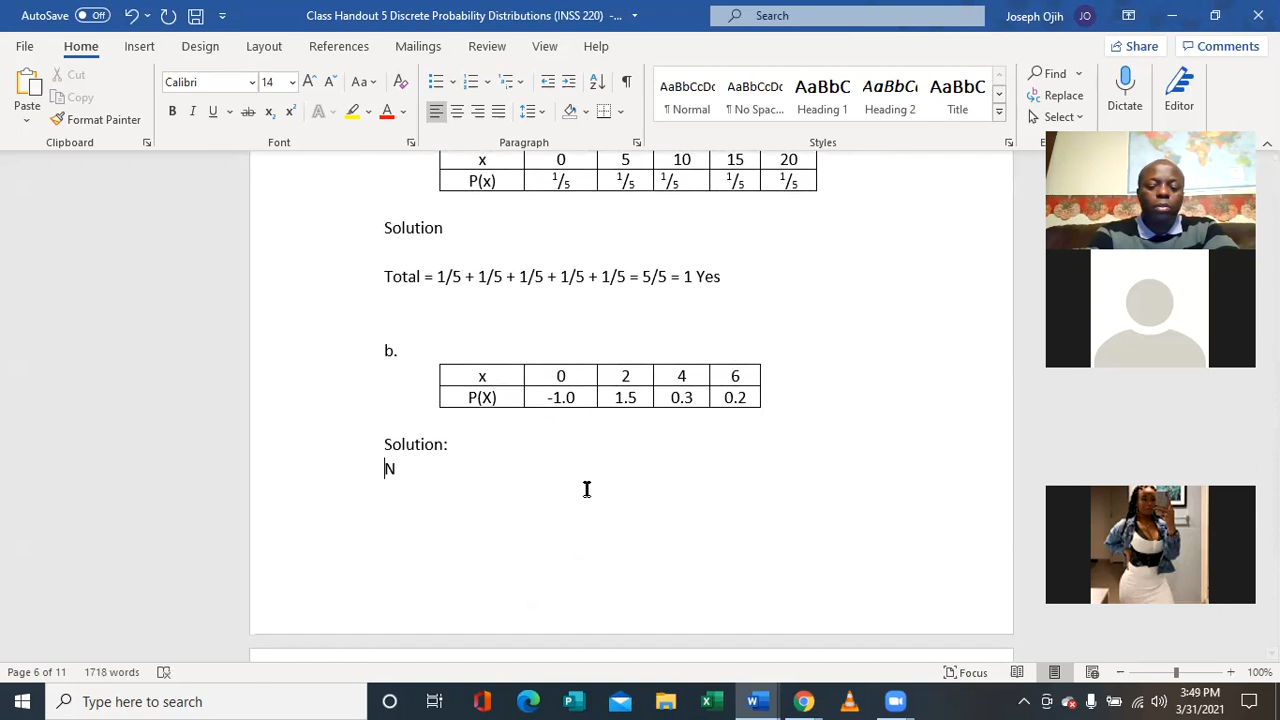 AutoSave Off Class Handout 5 Discrete Probability Distributions (INSS 220) -... Search Joseph Ojih JO
File Home Insert Design Layout References Mailings Review View Help Share Comments
Paste Cut Copy Format Painter Calibri 14 Aa
B I U ab x₂ x² A A
AaBbCcDc AaBbCcDc AaBbC AaBbCc AaBbC
¶ Normal ¶ No Spac... Heading 1 Heading 2 Title
Find Replace Select Dictate Editor
Clipboard Font Paragraph Styles
x 0 5 10 15 20
P(x) 1/5 1/5 1/5 1/5 1/5
Solution
Total = 1/5 + 1/5 + 1/5 + 1/5 + 1/5 = 5/5 = 1 Yes
b.
x 0 2 4 6
P(X) -1.0 1.5 0.3 0.2
Solution:
N
Page 6 of 11 1718 words Focus 100%
Type here to search 3:49 PM
3/31/2021